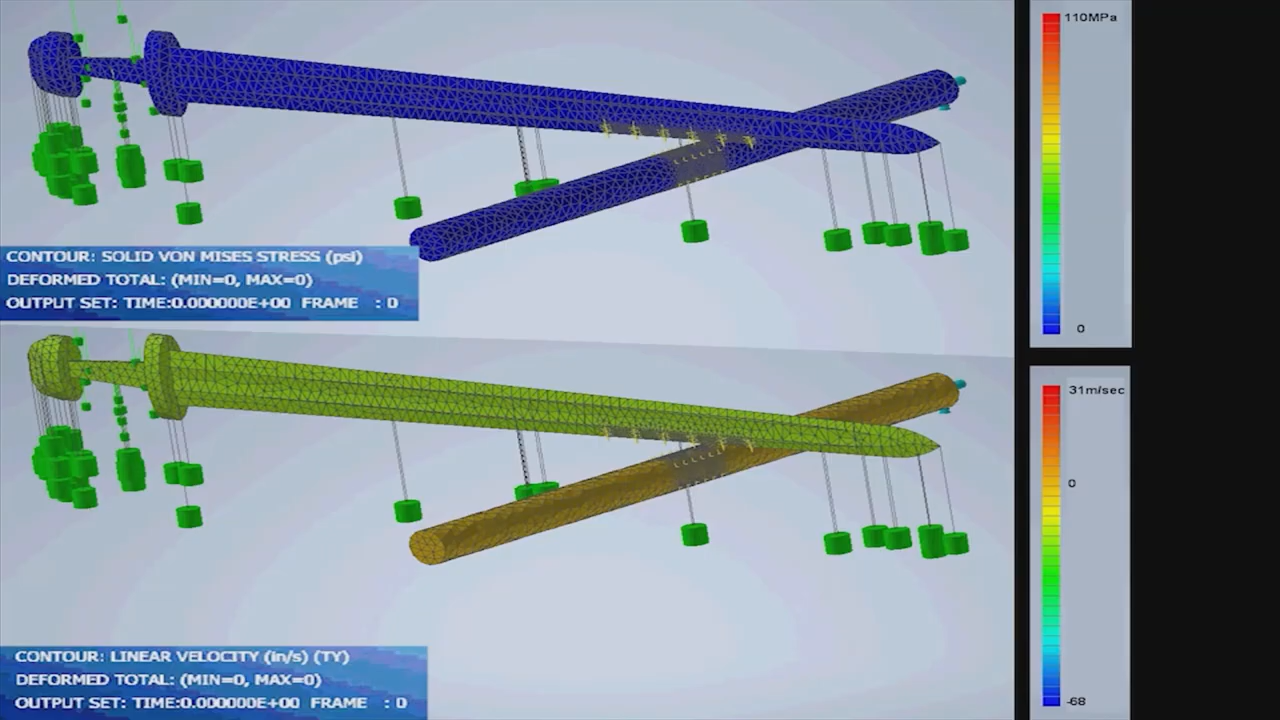 110MPa
0
CONTOUR: SOLID VON MISES STRESS (psi)
DEFORMED TOTAL: (MIN=0, MAX=0)
OUTPUT SET: TIME:0.000000E+00 FRAME : 0
31m/sec
0
-68
CONTOUR: LINEAR VELOCITY (in/s) (TY)
DEFORMED TOTAL: (MIN=0, MAX=0)
OUTPUT SET: TIME:0.000000E+00 FRAME : 0